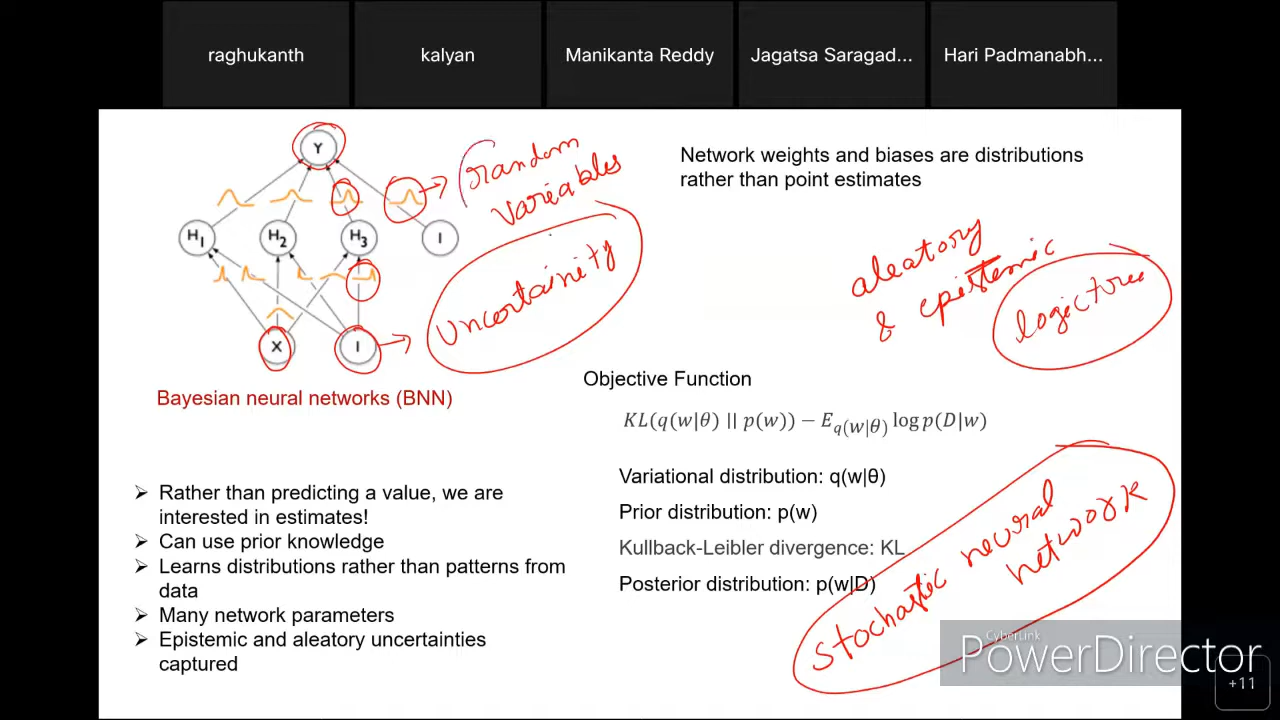 raghukanth
kalyan
Manikanta Reddy
Jagatsa Saragad...
Hari Padmanabh...
Y
H1
H2
H3
I
X
I
random
variables
uncertainity
Bayesian neural networks (BNN)
➢ Rather than predicting a value, we are
interested in estimates!
➢ Can use prior knowledge
➢ Learns distributions rather than patterns from
data
➢ Many network parameters
➢ Epistemic and aleatory uncertainties
captured
Network weights and biases are distributions
rather than point estimates
aleatory
& epistemic
logictree
Objective Function
KL(q(w|θ) || p(w)) − E_q(w|θ) log p(D|w)
Variational distribution: q(w|θ)
Prior distribution: p(w)
Kullback-Leibler divergence: KL
Posterior distribution: p(w|D)
stochastic neural
network
CyberLink
PowerDirector
+11